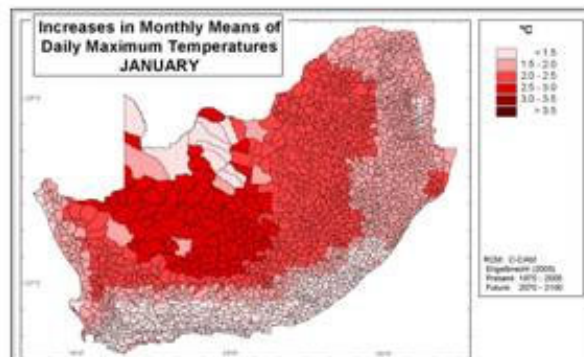 Increases in Monthly Means of
Daily Maximum Temperatures
JANUARY
°C
< 1.5
1.5 - 2.0
2.0 - 2.5
2.5 - 3.0
3.0 - 3.5
> 3.5
RCM: C-CAM
Engelbrecht (2005)
Present: 1975 - 2005
Future: 2070 - 2100